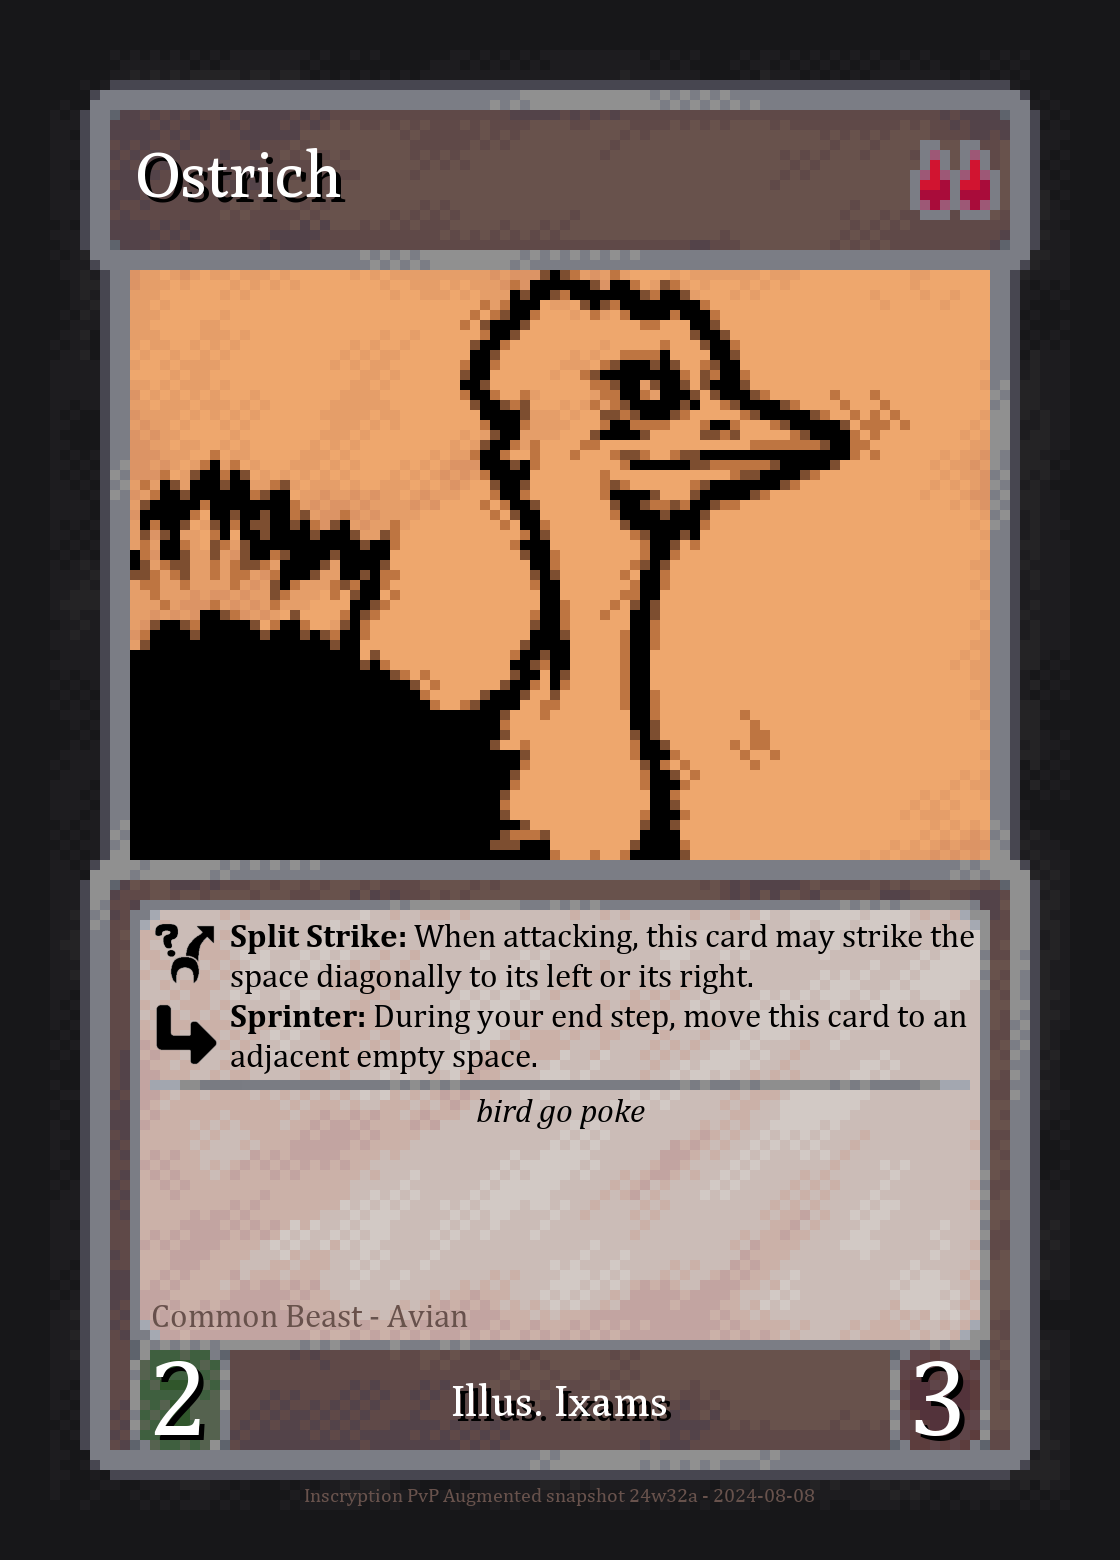 Ostrich
Split Strike: When attacking, this card may strike the
space diagonally to its left or its right.
Sprinter: During your end step, move this card to an
adjacent empty space.
bird go poke
Common Beast - Avian
2
Illus. Ixams
3
Inscryption PvP Augmented snapshot 24w32a - 2024-08-08